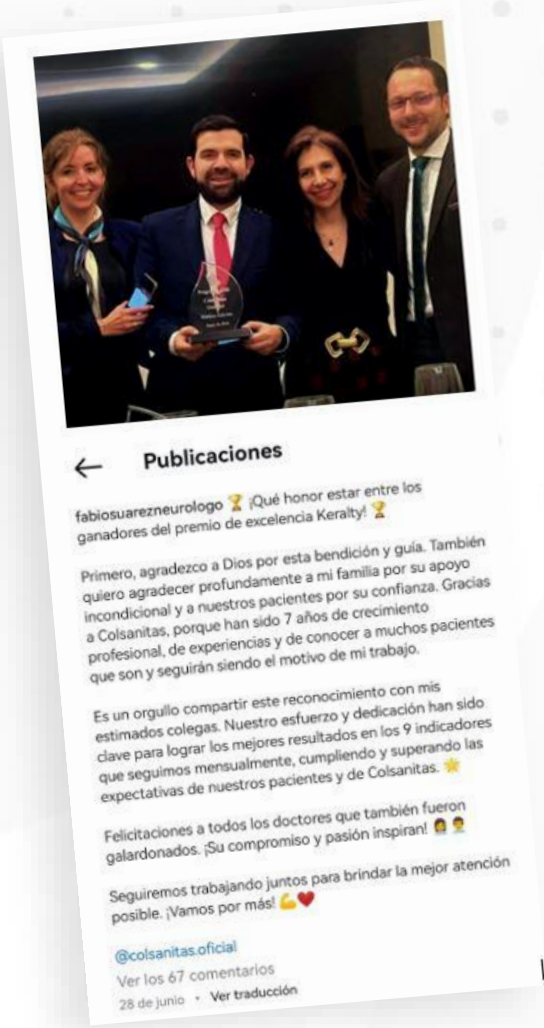 Publicaciones
fabiosuarezneurologo 🏆 ¡Qué honor estar entre los
ganadores del premio de excelencia Keralty! 🏆
Primero, agradezco a Dios por esta bendición y guía. También
quiero agradecer profundamente a mi familia por su apoyo
incondicional y a nuestros pacientes por su confianza. Gracias
a Colsanitas, porque han sido 7 años de crecimiento
profesional, de experiencias y de conocer a muchos pacientes
que son y seguirán siendo el motivo de mi trabajo.
Es un orgullo compartir este reconocimiento con mis
estimados colegas. Nuestro esfuerzo y dedicación han sido
clave para lograr los mejores resultados en los 9 indicadores
que seguimos mensualmente, cumpliendo y superando las
expectativas de nuestros pacientes y de Colsanitas. ⭐
Felicitaciones a todos los doctores que también fueron
galardonados. ¡Su compromiso y pasión inspiran! 👩‍⚕️👨‍⚕️
Seguiremos trabajando juntos para brindar la mejor atención
posible. ¡Vamos por más! 💪❤️
@colsanitas.oficial
Ver los 67 comentarios
28 de junio • Ver traducción